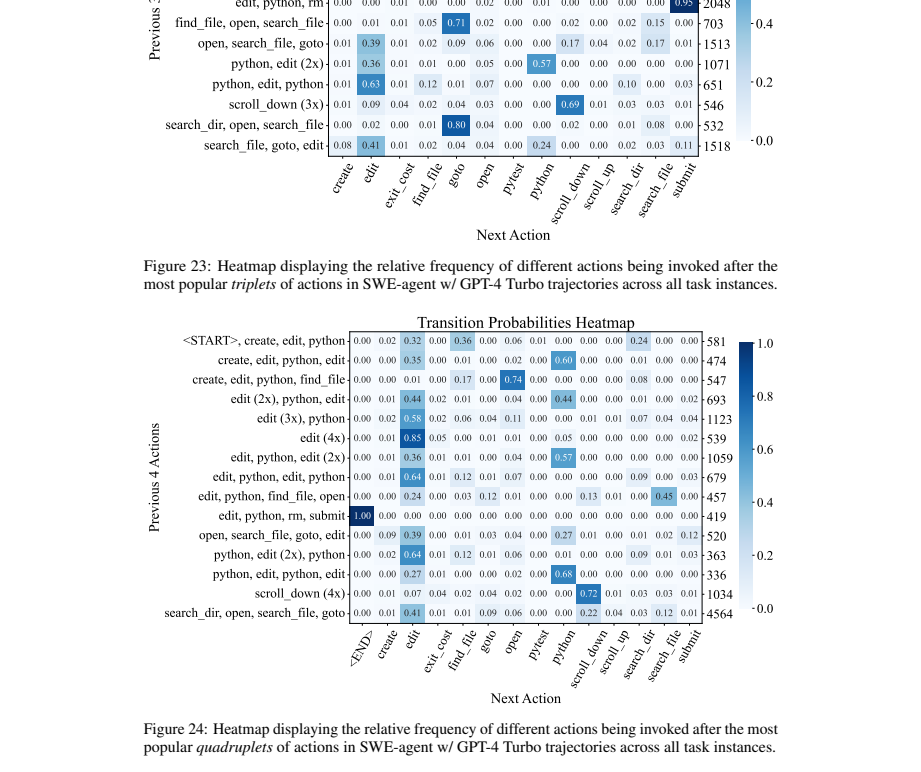 edit, python, rm 0.00 0.00 0.01 0.00 0.00 0.02 0.00 0.01 0.00 0.00 0.01 0.00 0.95 2048
find_file, open, search_file 0.00 0.01 0.01 0.05 0.71 0.02 0.00 0.00 0.02 0.00 0.02 0.15 0.00 703
open, search_file, goto 0.01 0.39 0.01 0.02 0.09 0.06 0.00 0.00 0.17 0.04 0.02 0.17 0.01 1513
python, edit (2x) 0.01 0.36 0.01 0.01 0.00 0.05 0.00 0.57 0.00 0.00 0.00 0.00 0.00 1071
python, edit, python 0.01 0.63 0.01 0.12 0.01 0.07 0.00 0.00 0.00 0.00 0.10 0.00 0.03 651
scroll_down (3x) 0.01 0.09 0.04 0.02 0.04 0.03 0.00 0.00 0.69 0.01 0.03 0.03 0.01 546
search_dir, open, search_file 0.00 0.02 0.00 0.01 0.80 0.04 0.00 0.00 0.02 0.00 0.01 0.08 0.00 532
search_file, goto, edit 0.08 0.41 0.01 0.02 0.04 0.04 0.00 0.24 0.02 0.00 0.02 0.03 0.11 1518
create edit exit_cost find_file goto open pytest python scroll_down scroll_up search_dir search_file submit
Next Action
Previous 3
0.4
0.2
0.0
Figure 23: Heatmap displaying the relative frequency of different actions being invoked after the
most popular triplets of actions in SWE-agent w/ GPT-4 Turbo trajectories across all task instances.
Transition Probabilities Heatmap
<START>, create, edit, python 0.00 0.02 0.32 0.00 0.36 0.00 0.06 0.01 0.00 0.00 0.00 0.24 0.00 0.00 581
create, edit, python, edit 0.00 0.00 0.35 0.01 0.00 0.00 0.02 0.00 0.60 0.00 0.00 0.01 0.00 0.00 474
create, edit, python, find_file 0.00 0.00 0.01 0.00 0.17 0.00 0.74 0.00 0.00 0.00 0.00 0.08 0.00 0.00 547
edit (2x), python, edit 0.00 0.00 0.44 0.02 0.01 0.00 0.04 0.00 0.44 0.00 0.00 0.01 0.00 0.02 693
edit (3x), python 0.00 0.02 0.58 0.02 0.06 0.04 0.11 0.00 0.00 0.01 0.01 0.07 0.04 0.04 1123
edit (4x) 0.00 0.01 0.85 0.05 0.00 0.01 0.01 0.00 0.05 0.00 0.00 0.00 0.00 0.02 539
edit, python, edit (2x) 0.00 0.01 0.36 0.01 0.01 0.00 0.04 0.00 0.57 0.00 0.00 0.00 0.00 0.00 1059
edit, python, edit, python 0.00 0.01 0.64 0.01 0.12 0.01 0.07 0.00 0.00 0.00 0.00 0.09 0.00 0.03 679
edit, python, find_file, open 0.00 0.00 0.24 0.00 0.03 0.12 0.01 0.00 0.00 0.13 0.01 0.00 0.45 0.00 457
edit, python, rm, submit 1.00 0.00 0.00 0.00 0.00 0.00 0.00 0.00 0.00 0.00 0.00 0.00 0.00 0.00 419
open, search_file, goto, edit 0.00 0.09 0.39 0.01 0.01 0.03 0.04 0.00 0.27 0.01 0.00 0.01 0.02 0.12 520
python, edit (2x), python 0.00 0.02 0.64 0.01 0.12 0.01 0.06 0.00 0.01 0.00 0.00 0.09 0.01 0.03 363
python, edit, python, edit 0.00 0.00 0.27 0.01 0.00 0.00 0.02 0.00 0.68 0.00 0.00 0.00 0.00 0.00 336
scroll_down (4x) 0.00 0.01 0.07 0.04 0.02 0.04 0.02 0.00 0.00 0.72 0.01 0.03 0.03 0.01 1034
search_dir, open, search_file, goto 0.00 0.01 0.41 0.01 0.01 0.09 0.06 0.00 0.00 0.22 0.04 0.03 0.12 0.01 4564
<END> create edit exit_cost find_file goto open pytest python scroll_down scroll_up search_dir search_file submit
Next Action
Previous 4 Actions
1.0
0.8
0.6
0.4
0.2
0.0
Figure 24: Heatmap displaying the relative frequency of different actions being invoked after the most
popular quadruplets of actions in SWE-agent w/ GPT-4 Turbo trajectories across all task instances.